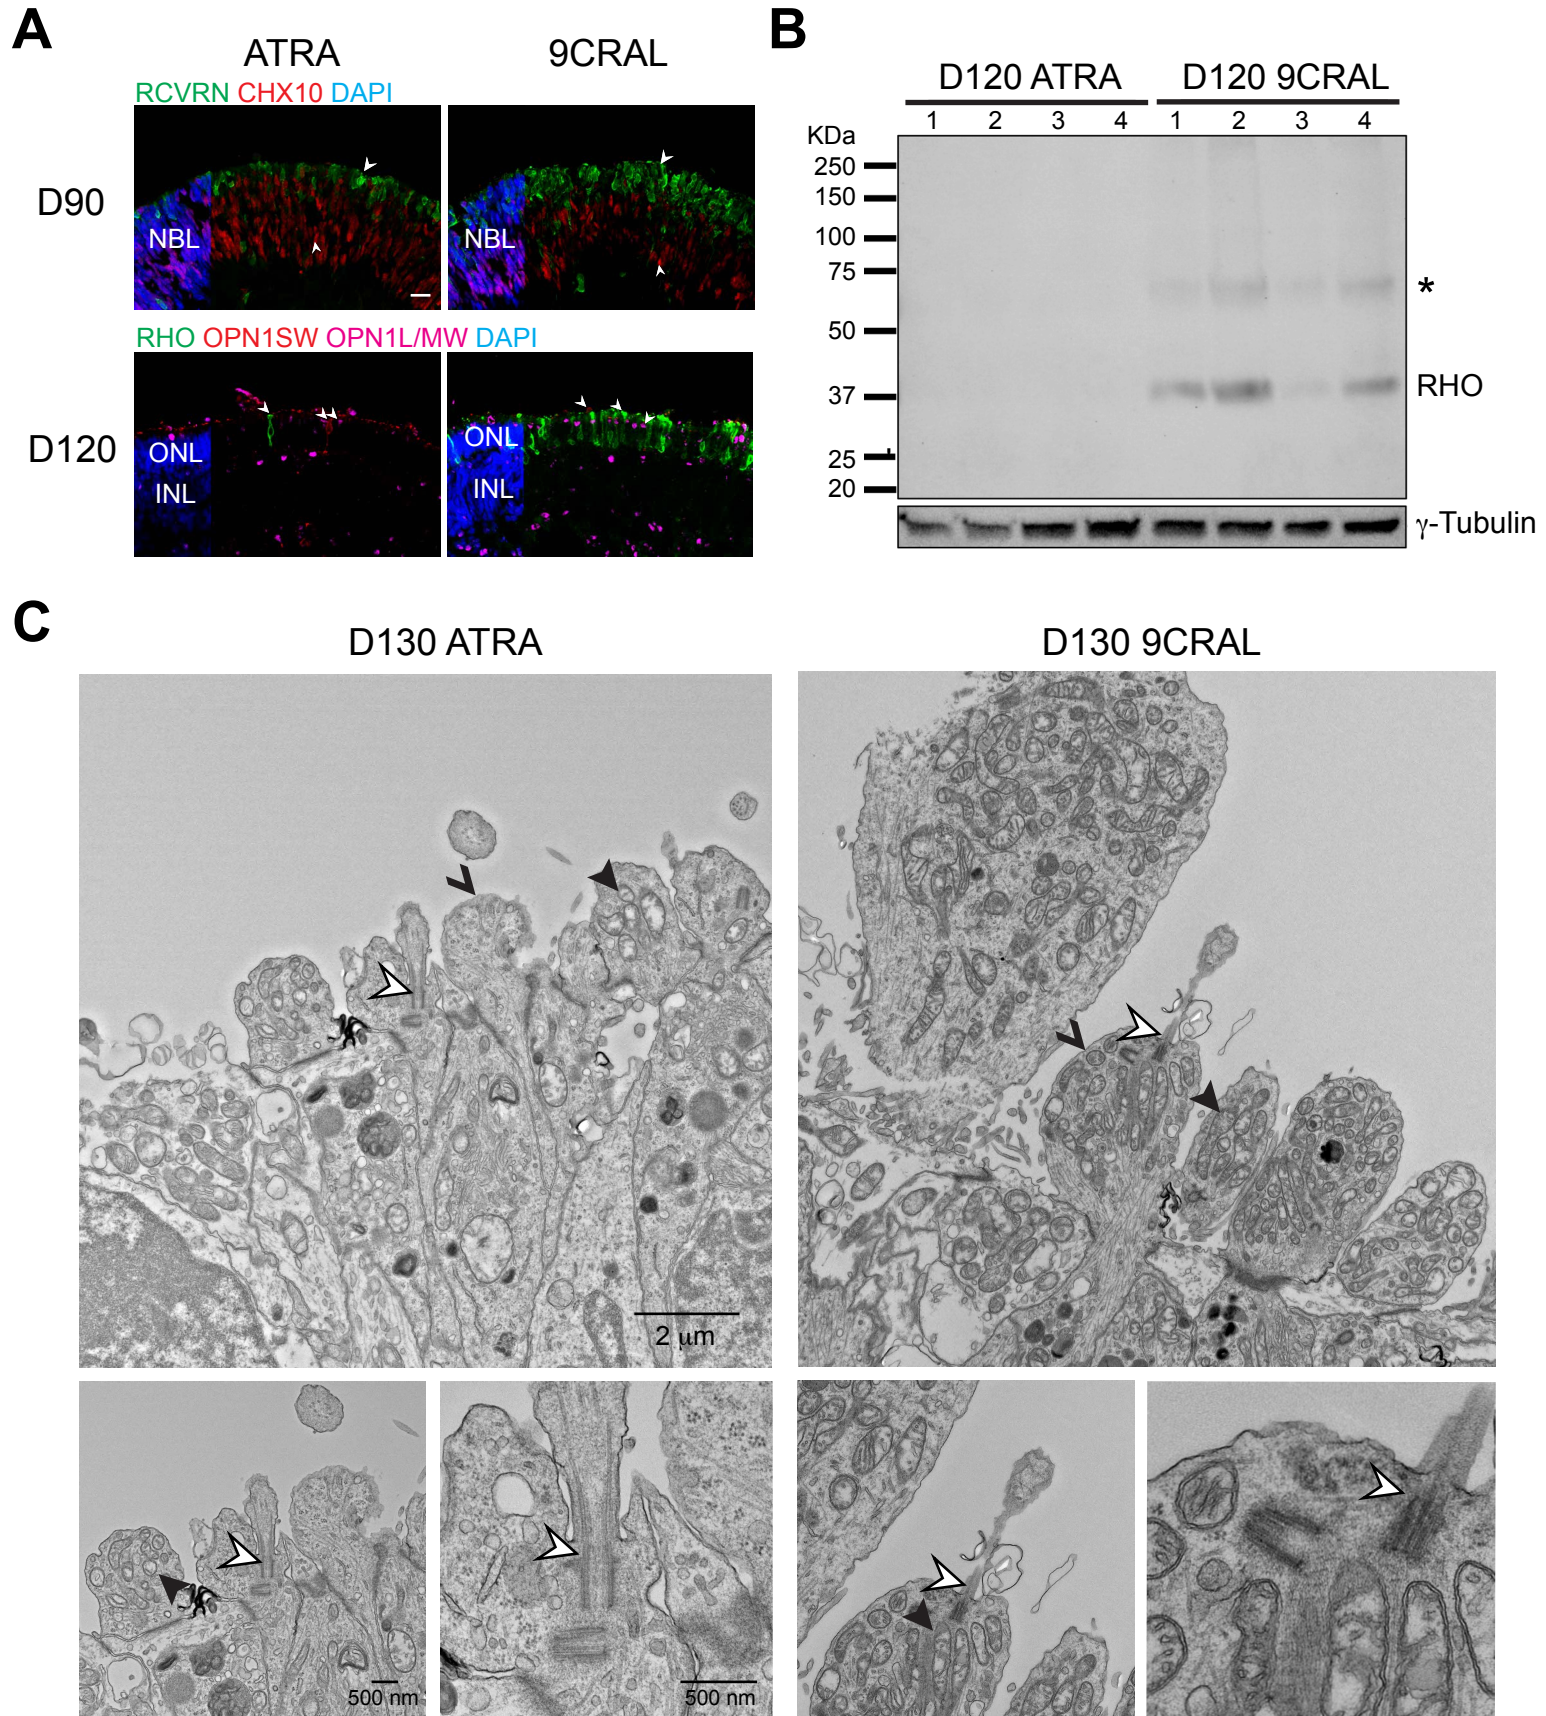 A
ATRA 9CRAL
RCVRN CHX10 DAPI
D90
NBL NBL
RHO OPN1SW OPN1L/MW DAPI
D120
ONL ONL
INL INL
B
D120 ATRA D120 9CRAL
1 2 3 4 1 2 3 4
KDa
250
150
100
75
*
50
37 RHO
25
20
γ-Tubulin
C
D130 ATRA D130 9CRAL
2 µm
500 nm 500 nm